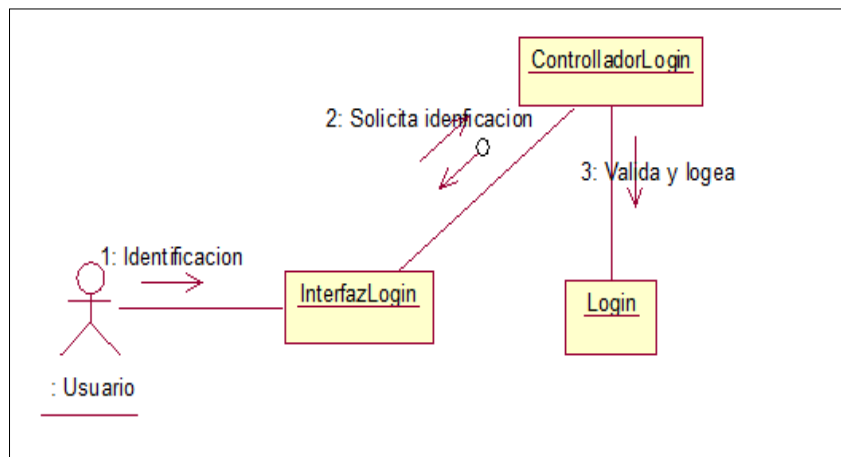 ControlladorLogin
2: Solicita idenficacion
3: Valida y logea
1: Identificacion
InterfazLogin
Login
: Usuario